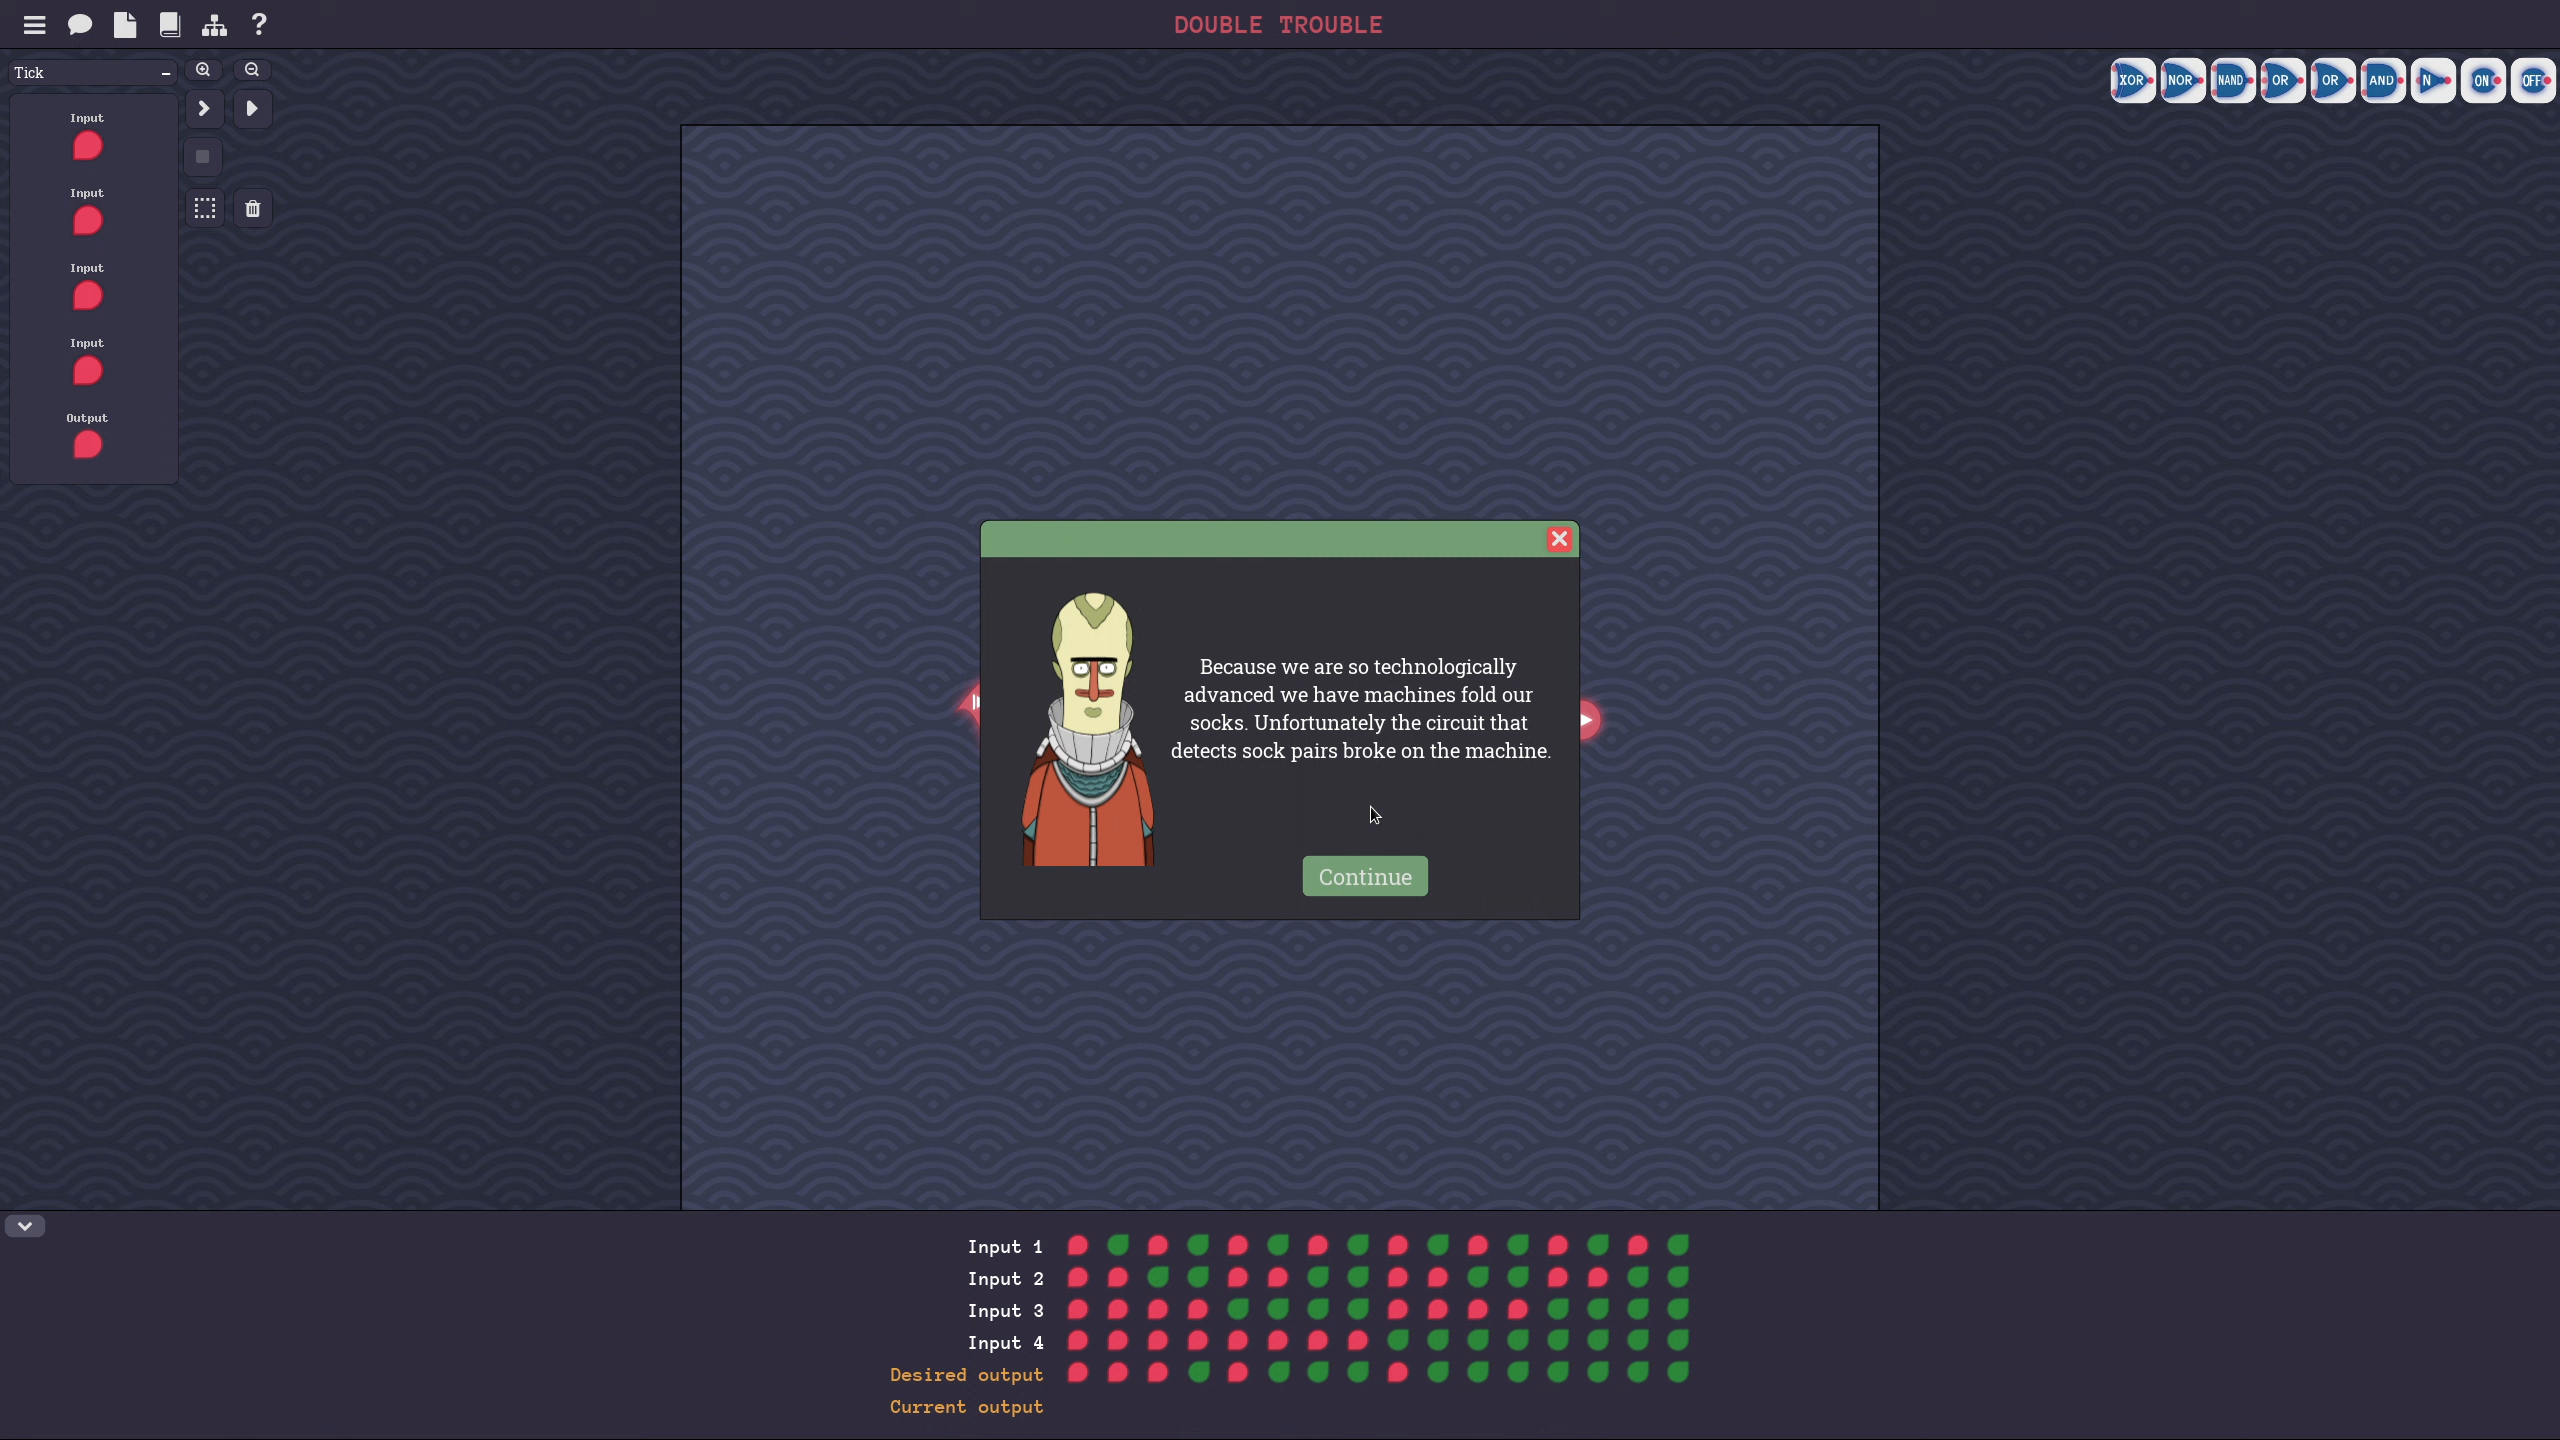 DOUBLE TROUBLE
Tick
XOR NOR NAND OR OR AND N ON OFF
Input
Input
Input
Input
Output
Because we are so technologically
advanced we have machines fold our
socks. Unfortunately the circuit that
detects sock pairs broke on the machine.
Continue
Input 1
Input 2
Input 3
Input 4
Desired output
Current output